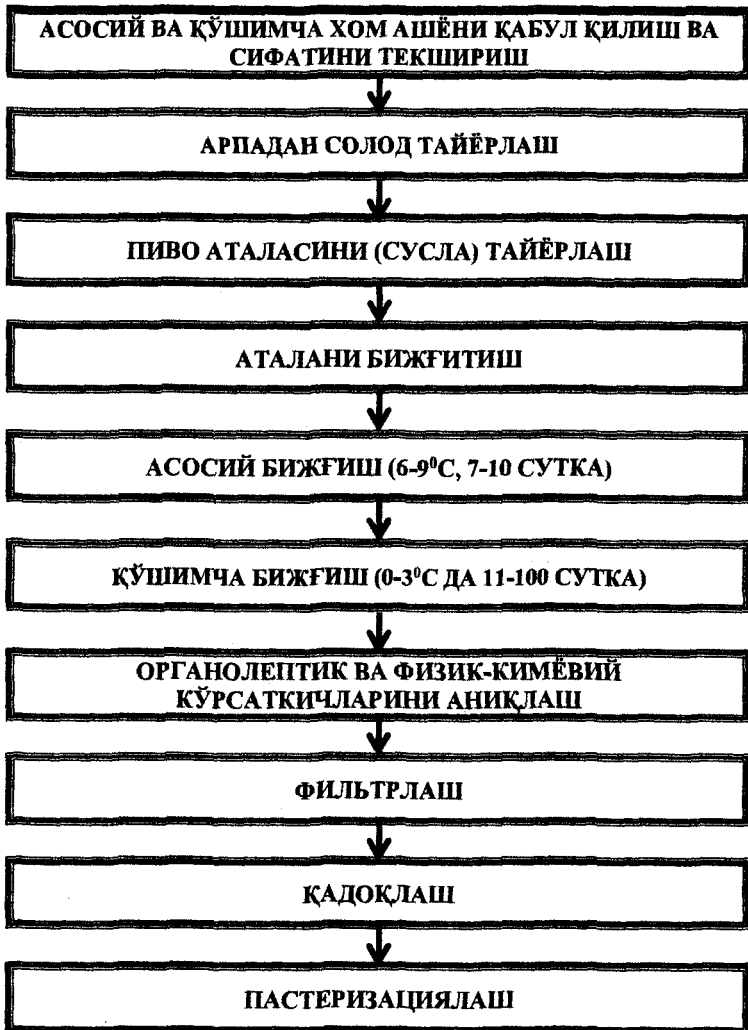 АСОСИЙ ВА ҚЎШИМЧА ХОМ АШЁНИ ҚАБУЛ ҚИЛИШ ВА
СИФАТИНИ ТЕКШИРИШ
АРПАДАН СОЛОД ТАЙЁРЛАШ
ПИВО АТАЛАСИНИ (СУСЛА) ТАЙЁРЛАШ
АТАЛАНИ БИЖҒИТИШ
АСОСИЙ БИЖҒИШ (6-9⁰С, 7-10 СУТКА)
ҚЎШИМЧА БИЖҒИШ (0-3⁰С ДА 11-100 СУТКА)
ОРГАНОЛЕПТИК ВА ФИЗИК-КИМЁВИЙ
КЎРСАТКИЧЛАРИНИ АНИҚЛАШ
ФИЛЬТРЛАШ
ҚАДОҚЛАШ
ПАСТЕРИЗАЦИЯЛАШ